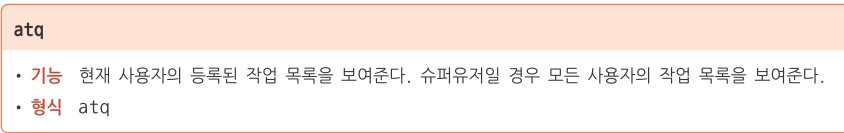 atq
• 기능 현재 사용자의 등록된 작업 목록을 보여준다. 슈퍼유저일 경우 모든 사용자의 작업 목록을 보여준다.
• 형식 atq